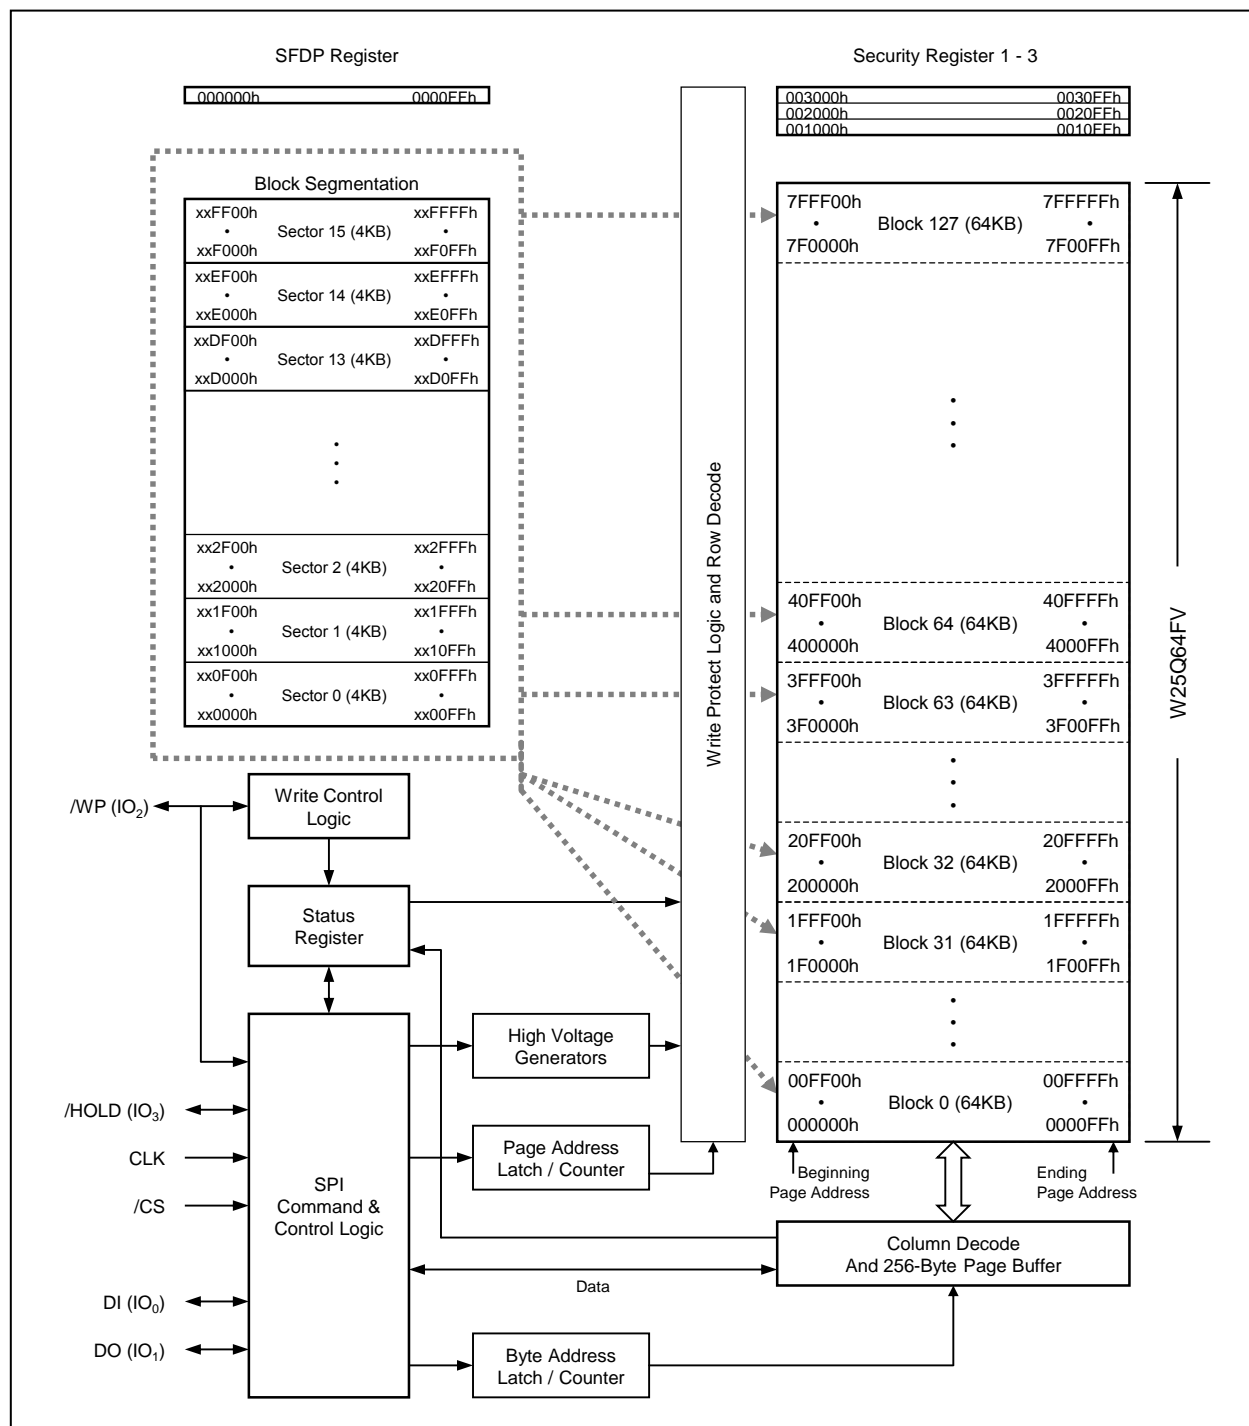 SFDP Register
000000h 0000FFh
Security Register 1 - 3
003000h 0030FFh
002000h 0020FFh
001000h 0010FFh
Block Segmentation
xxFF00h xxFFFFh
• Sector 15 (4KB) •
xxF000h xxF0FFh
xxEF00h xxEFFFh
• Sector 14 (4KB) •
xxE000h xxE0FFh
xxDF00h xxDFFFh
• Sector 13 (4KB) •
xxD000h xxD0FFh
xx2F00h xx2FFFh
• Sector 2 (4KB) •
xx2000h xx20FFh
xx1F00h xx1FFFh
• Sector 1 (4KB) •
xx1000h xx10FFh
xx0F00h xx0FFFh
• Sector 0 (4KB) •
xx0000h xx00FFh
Write Protect Logic and Row Decode
7FFF00h 7FFFFFh
• Block 127 (64KB) •
7F0000h 7F00FFh
40FF00h 40FFFFh
• Block 64 (64KB) •
400000h 4000FFh
3FFF00h 3FFFFFh
• Block 63 (64KB) •
3F0000h 3F00FFh
20FF00h 20FFFFh
• Block 32 (64KB) •
200000h 2000FFh
1FFF00h 1FFFFFh
• Block 31 (64KB) •
1F0000h 1F00FFh
00FF00h 00FFFFh
• Block 0 (64KB) •
000000h 0000FFh
W25Q64FV
Beginning
Page Address
Ending
Page Address
/WP (IO2)
Write Control
Logic
Status
Register
High Voltage
Generators
/HOLD (IO3)
CLK
/CS
DI (IO0)
DO (IO1)
SPI
Command &
Control Logic
Page Address
Latch / Counter
Column Decode
And 256-Byte Page Buffer
Data
Byte Address
Latch / Counter